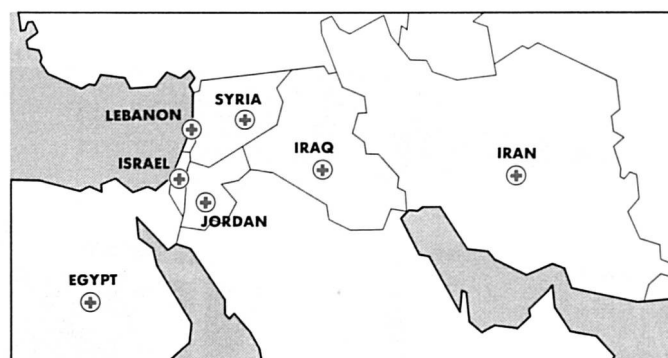 SYRIA
LEBANON
IRAQ
IRAN
ISRAEL
JORDAN
EGYPT